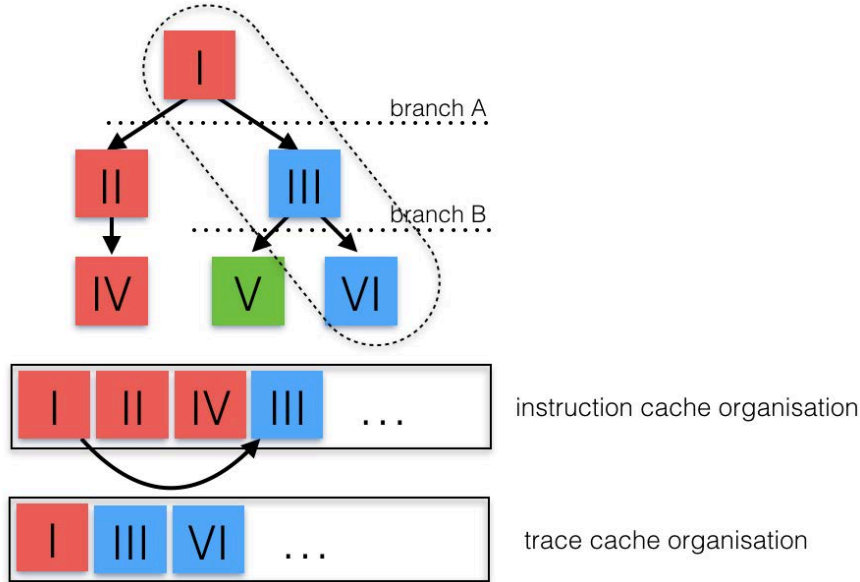 I
branch A
II III
branch B
IV V VI
I II IV III ... instruction cache organisation
I III VI ... trace cache organisation